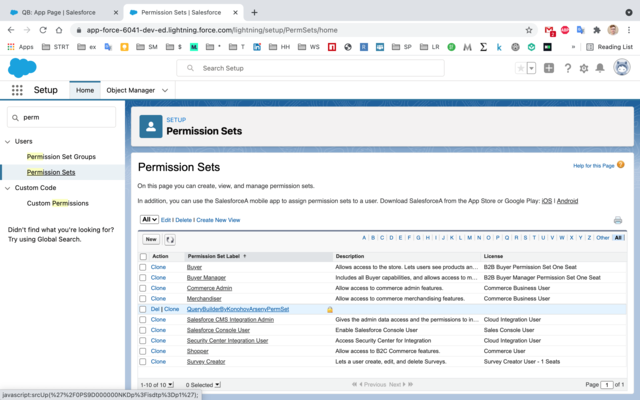 QB: App Page | Salesforce
Permission Sets | Salesforce
app-force-6041-dev-ed.lightning.force.com/lightning/setup/PermSets/home
Apps
STRT
ex
SM
$
*
T
HH
WS
SP
LR
Reading List
Search Setup
Setup
Home
Object Manager
perm
Users
Permission Set Groups
Permission Sets
Custom Code
Custom Permissions
Didn't find what you're looking for?
Try using Global Search.
SETUP
Permission Sets
Permission Sets
Help for this Page
On this page you can create, view, and manage permission sets.
In addition, you can use the SalesforceA mobile app to assign permission sets to a user. Download SalesforceA from the App Store or Google Play: iOS | Android
All Edit | Delete | Create New View
New
A | B | C | D | E | F | G | H | I | J | K | L | M | N | O | P | Q | R | S | T | U | V | W | X | Y | Z | Other | All
Action Permission Set Label ↑ Description License
Clone Buyer Allows access to the store. Lets users see products an... B2B Buyer Permission Set One Seat
Clone Buyer Manager Includes all Buyer capabilities, and allows access to m... B2B Buyer Manager Permission Set One Seat
Clone Commerce Admin Allow access to commerce admin features. Commerce Business User
Clone Merchandiser Allow access to commerce merchandising features. Commerce Business User
Del | Clone QueryBuilderByKonohovArsenyPermSet
Clone Salesforce CMS Integration Admin Gives the admin data access and the permissions to in... Cloud Integration User
Clone Salesforce Console User Enable Salesforce Console User Sales Console User
Clone Security Center Integration User Access Security Center for Integration Cloud Integration User
Clone Shopper Allow access to B2C Commerce features. Commerce User
Clone Survey Creator Lets a user create, edit, and delete Surveys. Survey Creator User - 1 Seats
1-10 of 10 0 Selected Previous Next Page 1 of 1
javascript:srcUp(%27%2F0PS9D000000NKDp%3Fisdtp%3Dp1%27);